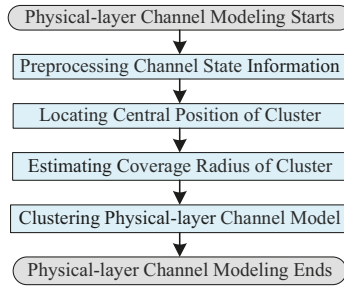 Physical-layer Channel Modeling Starts
Preprocessing Channel State Information
Locating Central Position of Cluster
Estimating Coverage Radius of Cluster
Clustering Physical-layer Channel Model
Physical-layer Channel Modeling Ends